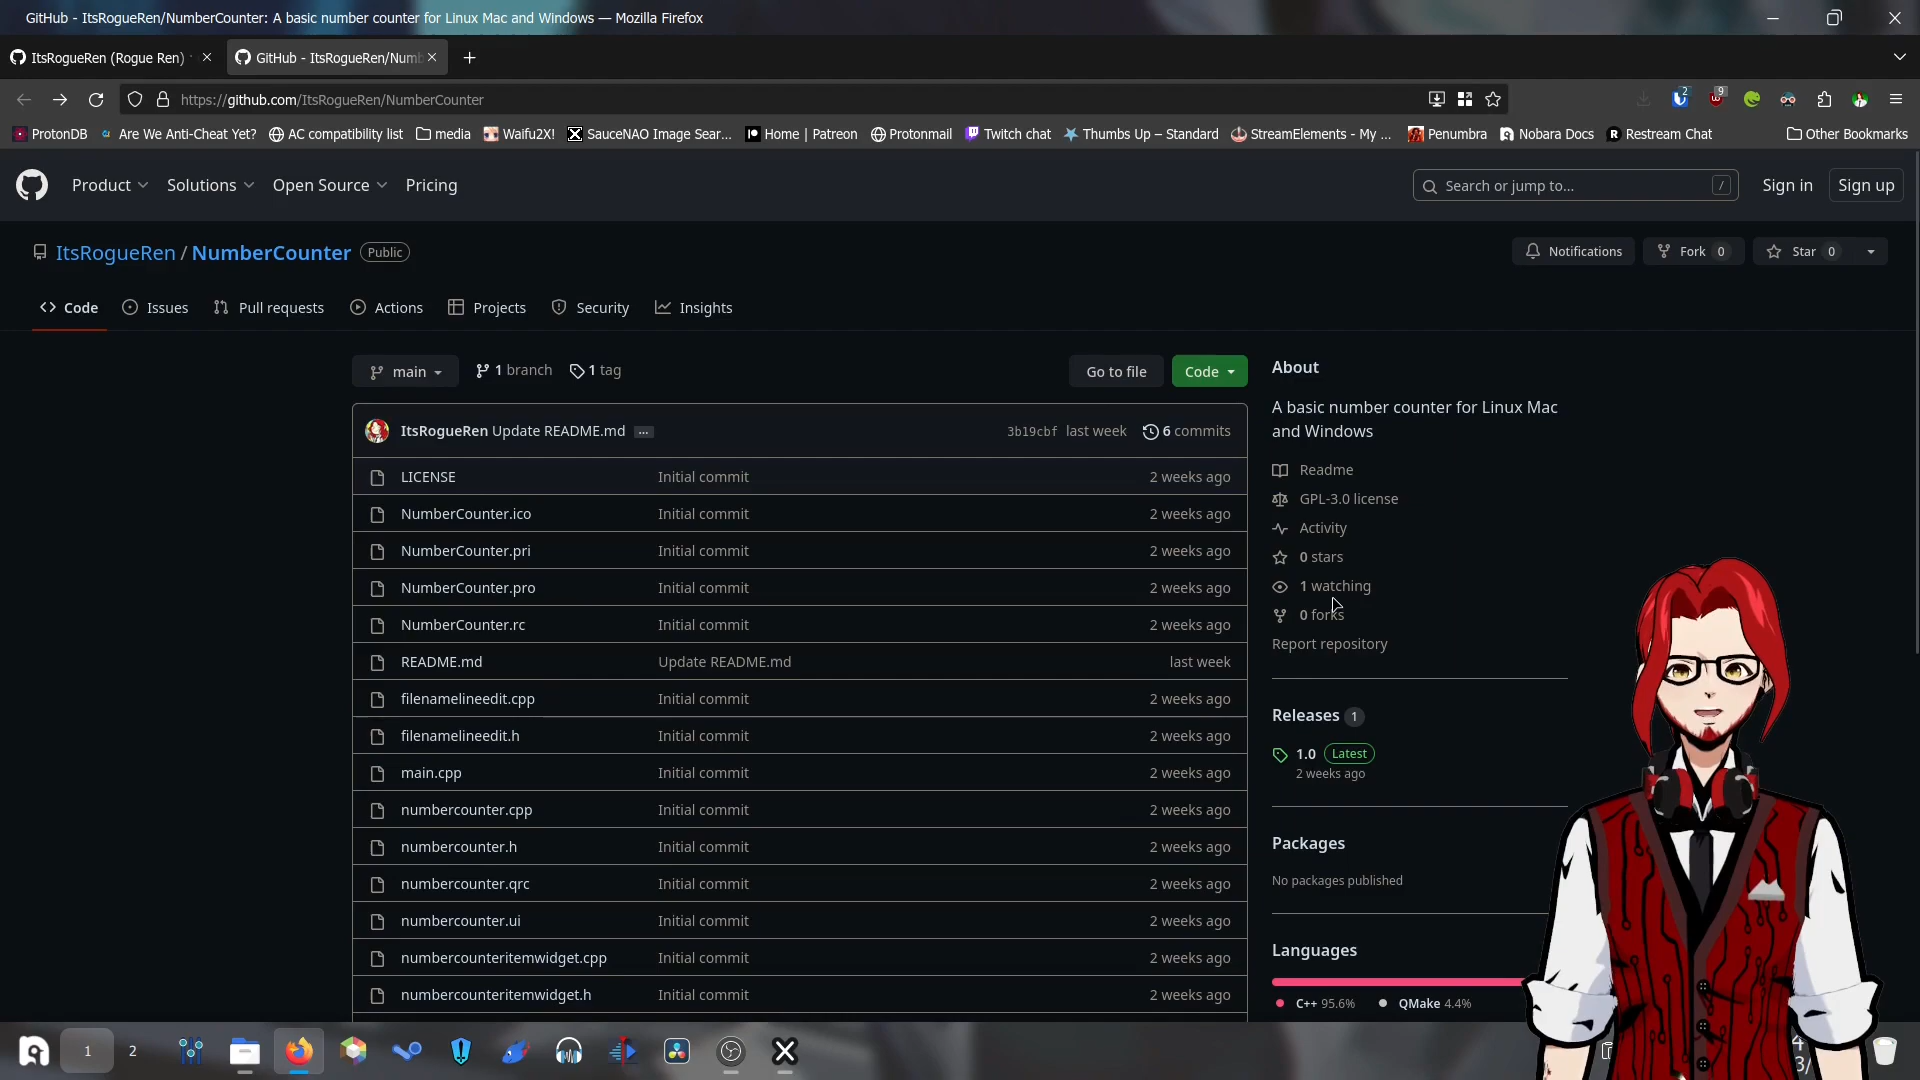 GitHub - ItsRogueRen/NumberCounter: A basic number counter for Linux Mac and Windows — Mozilla Firefox
ItsRogueRen (Rogue Ren)
GitHub - ItsRogueRen/Numb
https://github.com/ItsRogueRen/NumberCounter
2
9
ProtonDB
Are We Anti-Cheat Yet?
AC compatibility list
media
Waifu2X!
SauceNAO Image Sear...
Home | Patreon
Protonmail
Twitch chat
Thumbs Up – Standard
StreamElements - My ...
Penumbra
Nobara Docs
Restream Chat
Other Bookmarks
Product
Solutions
Open Source
Pricing
Search or jump to...
/
Sign in
Sign up
ItsRogueRen / NumberCounter
Public
Notifications
Fork 0
Star 0
Code
Issues
Pull requests
Actions
Projects
Security
Insights
main
1 branch
1 tag
Go to file
Code
ItsRogueRen Update README.md ...
3b19cbf last week
6 commits
LICENSE Initial commit 2 weeks ago
NumberCounter.ico Initial commit 2 weeks ago
NumberCounter.pri Initial commit 2 weeks ago
NumberCounter.pro Initial commit 2 weeks ago
NumberCounter.rc Initial commit 2 weeks ago
README.md Update README.md last week
filenamelineedit.cpp Initial commit 2 weeks ago
filenamelineedit.h Initial commit 2 weeks ago
main.cpp Initial commit 2 weeks ago
numbercounter.cpp Initial commit 2 weeks ago
numbercounter.h Initial commit 2 weeks ago
numbercounter.qrc Initial commit 2 weeks ago
numbercounter.ui Initial commit 2 weeks ago
numbercounteritemwidget.cpp Initial commit 2 weeks ago
numbercounteritemwidget.h Initial commit 2 weeks ago
About
A basic number counter for Linux Mac
and Windows
Readme
GPL-3.0 license
Activity
0 stars
1 watching
0 forks
Report repository
Releases 1
1.0 Latest
2 weeks ago
Packages
No packages published
Languages
C++ 95.6%
QMake 4.4%
1
2